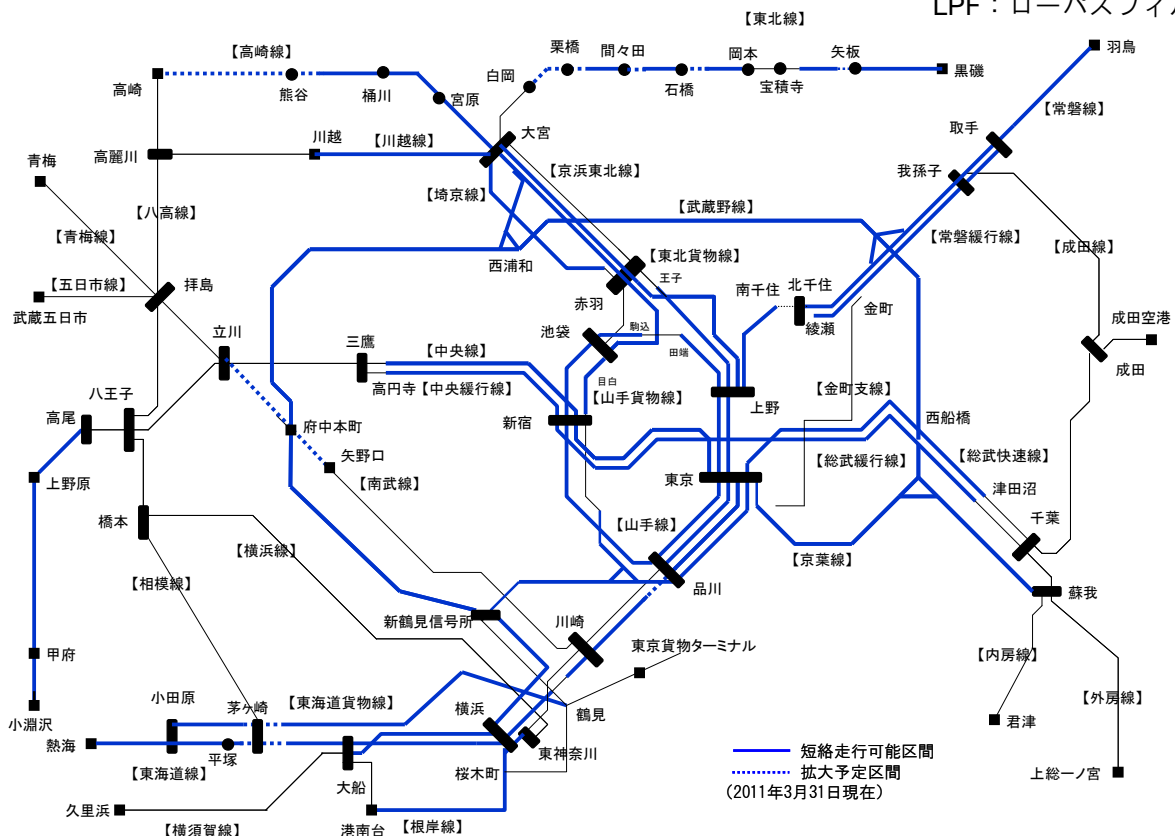 LPF：ローパスフィル
【東北線】
羽鳥
栗橋
間々田
岡本
矢板
【高崎線】
白岡
黒磯
高崎
熊谷
桶川
宮原
石橋
宝積寺
【常磐線】
大宮
取手
川越
【川越線】
高麗川
青梅
【京浜東北線】
我孫子
【埼京線】
【武蔵野線】
【八高線】
【青梅線】
【常磐緩行線】
【成田線】
西浦和
【東北貨物線】
王子
【五日市線】
拝島
南千住
北千住
赤羽
金町
武蔵五日市
綾瀬
成田空港
立川
池袋
駒込
三鷹
【中央線】
田端
成田
目白
高円寺
【中央緩行線】
【山手貨物線】
【金町支線】
八王子
上野
高尾
新宿
西船橋
府中本町
矢野口
【総武緩行線】
【総武快速線】
【南武線】
東京
上野原
津田沼
千葉
橋本
【山手線】
【横浜線】
【京葉線】
【相模線】
品川
蘇我
新鶴見信号所
川崎
東京貨物ターミナル
甲府
【内房線】
小田原
茅ヶ崎
【東海道貨物線】
横浜
鶴見
【外房線】
小淵沢
君津
熱海
平塚
東神奈川
短絡走行可能区間
【東海道線】
桜木町
拡大予定区間
大船
上総一ノ宮
(2011年3月31日現在)
久里浜
【横須賀線】
港南台
【根岸線】